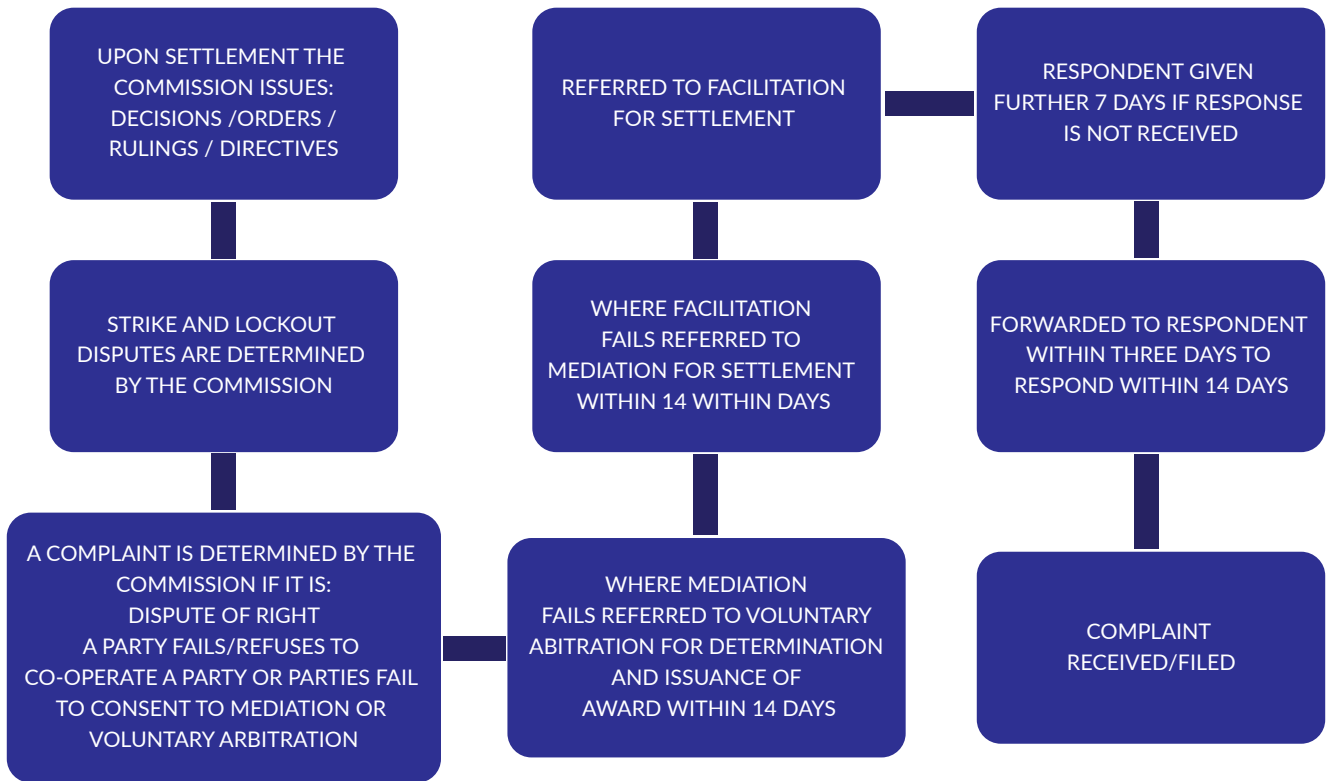 UPON SETTLEMENT THE
COMMISSION ISSUES:
DECISIONS /ORDERS /
RULINGS / DIRECTIVES
REFERRED TO FACILITATION
FOR SETTLEMENT
RESPONDENT GIVEN
FURTHER 7 DAYS IF RESPONSE
IS NOT RECEIVED
STRIKE AND LOCKOUT
DISPUTES ARE DETERMINED
BY THE COMMISSION
WHERE FACILITATION
FAILS REFERRED TO
MEDIATION FOR SETTLEMENT
WITHIN 14 WITHIN DAYS
FORWARDED TO RESPONDENT
WITHIN THREE DAYS TO
RESPOND WITHIN 14 DAYS
A COMPLAINT IS DETERMINED BY THE
COMMISSION IF IT IS:
DISPUTE OF RIGHT
A PARTY FAILS/REFUSES TO
CO-OPERATE A PARTY OR PARTIES FAIL
TO CONSENT TO MEDIATION OR
VOLUNTARY ARBITRATION
WHERE MEDIATION
FAILS REFERRED TO VOLUNTARY
ABITRATION FOR DETERMINATION
AND ISSUANCE OF
AWARD WITHIN 14 DAYS
COMPLAINT
RECEIVED/FILED